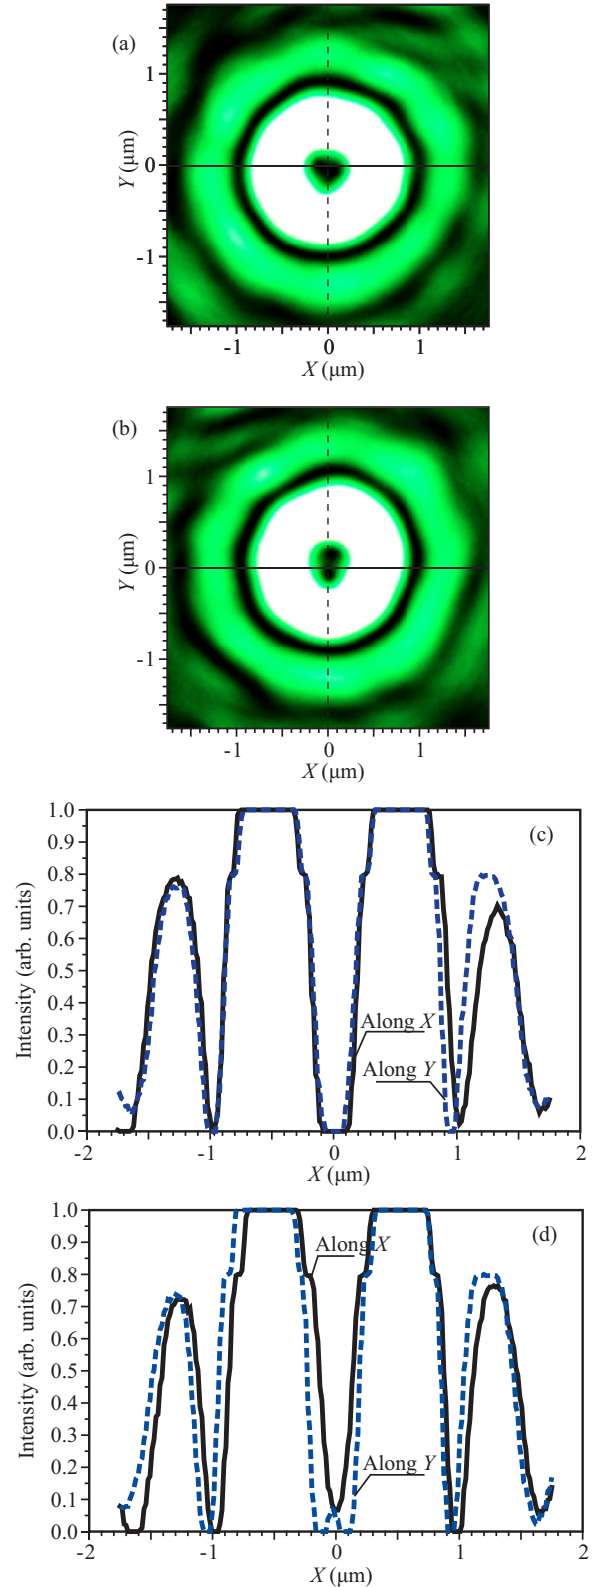 (a)
1
0
-1
Y (μm)
-1 0 1
X (μm)
(b)
1
0
-1
Y (μm)
-1 0 1
X (μm)
(c)
1.0
0.9
0.8
0.7
0.6
0.5
0.4
0.3
0.2
0.1
0.0
Intensity (arb. units)
Along X
Along Y
-2 -1 0 1 2
X (μm)
(d)
1.0
0.9
0.8
0.7
0.6
0.5
0.4
0.3
0.2
0.1
0.0
Intensity (arb. units)
Along X
Along Y
-2 -1 0 1 2
X (μm)